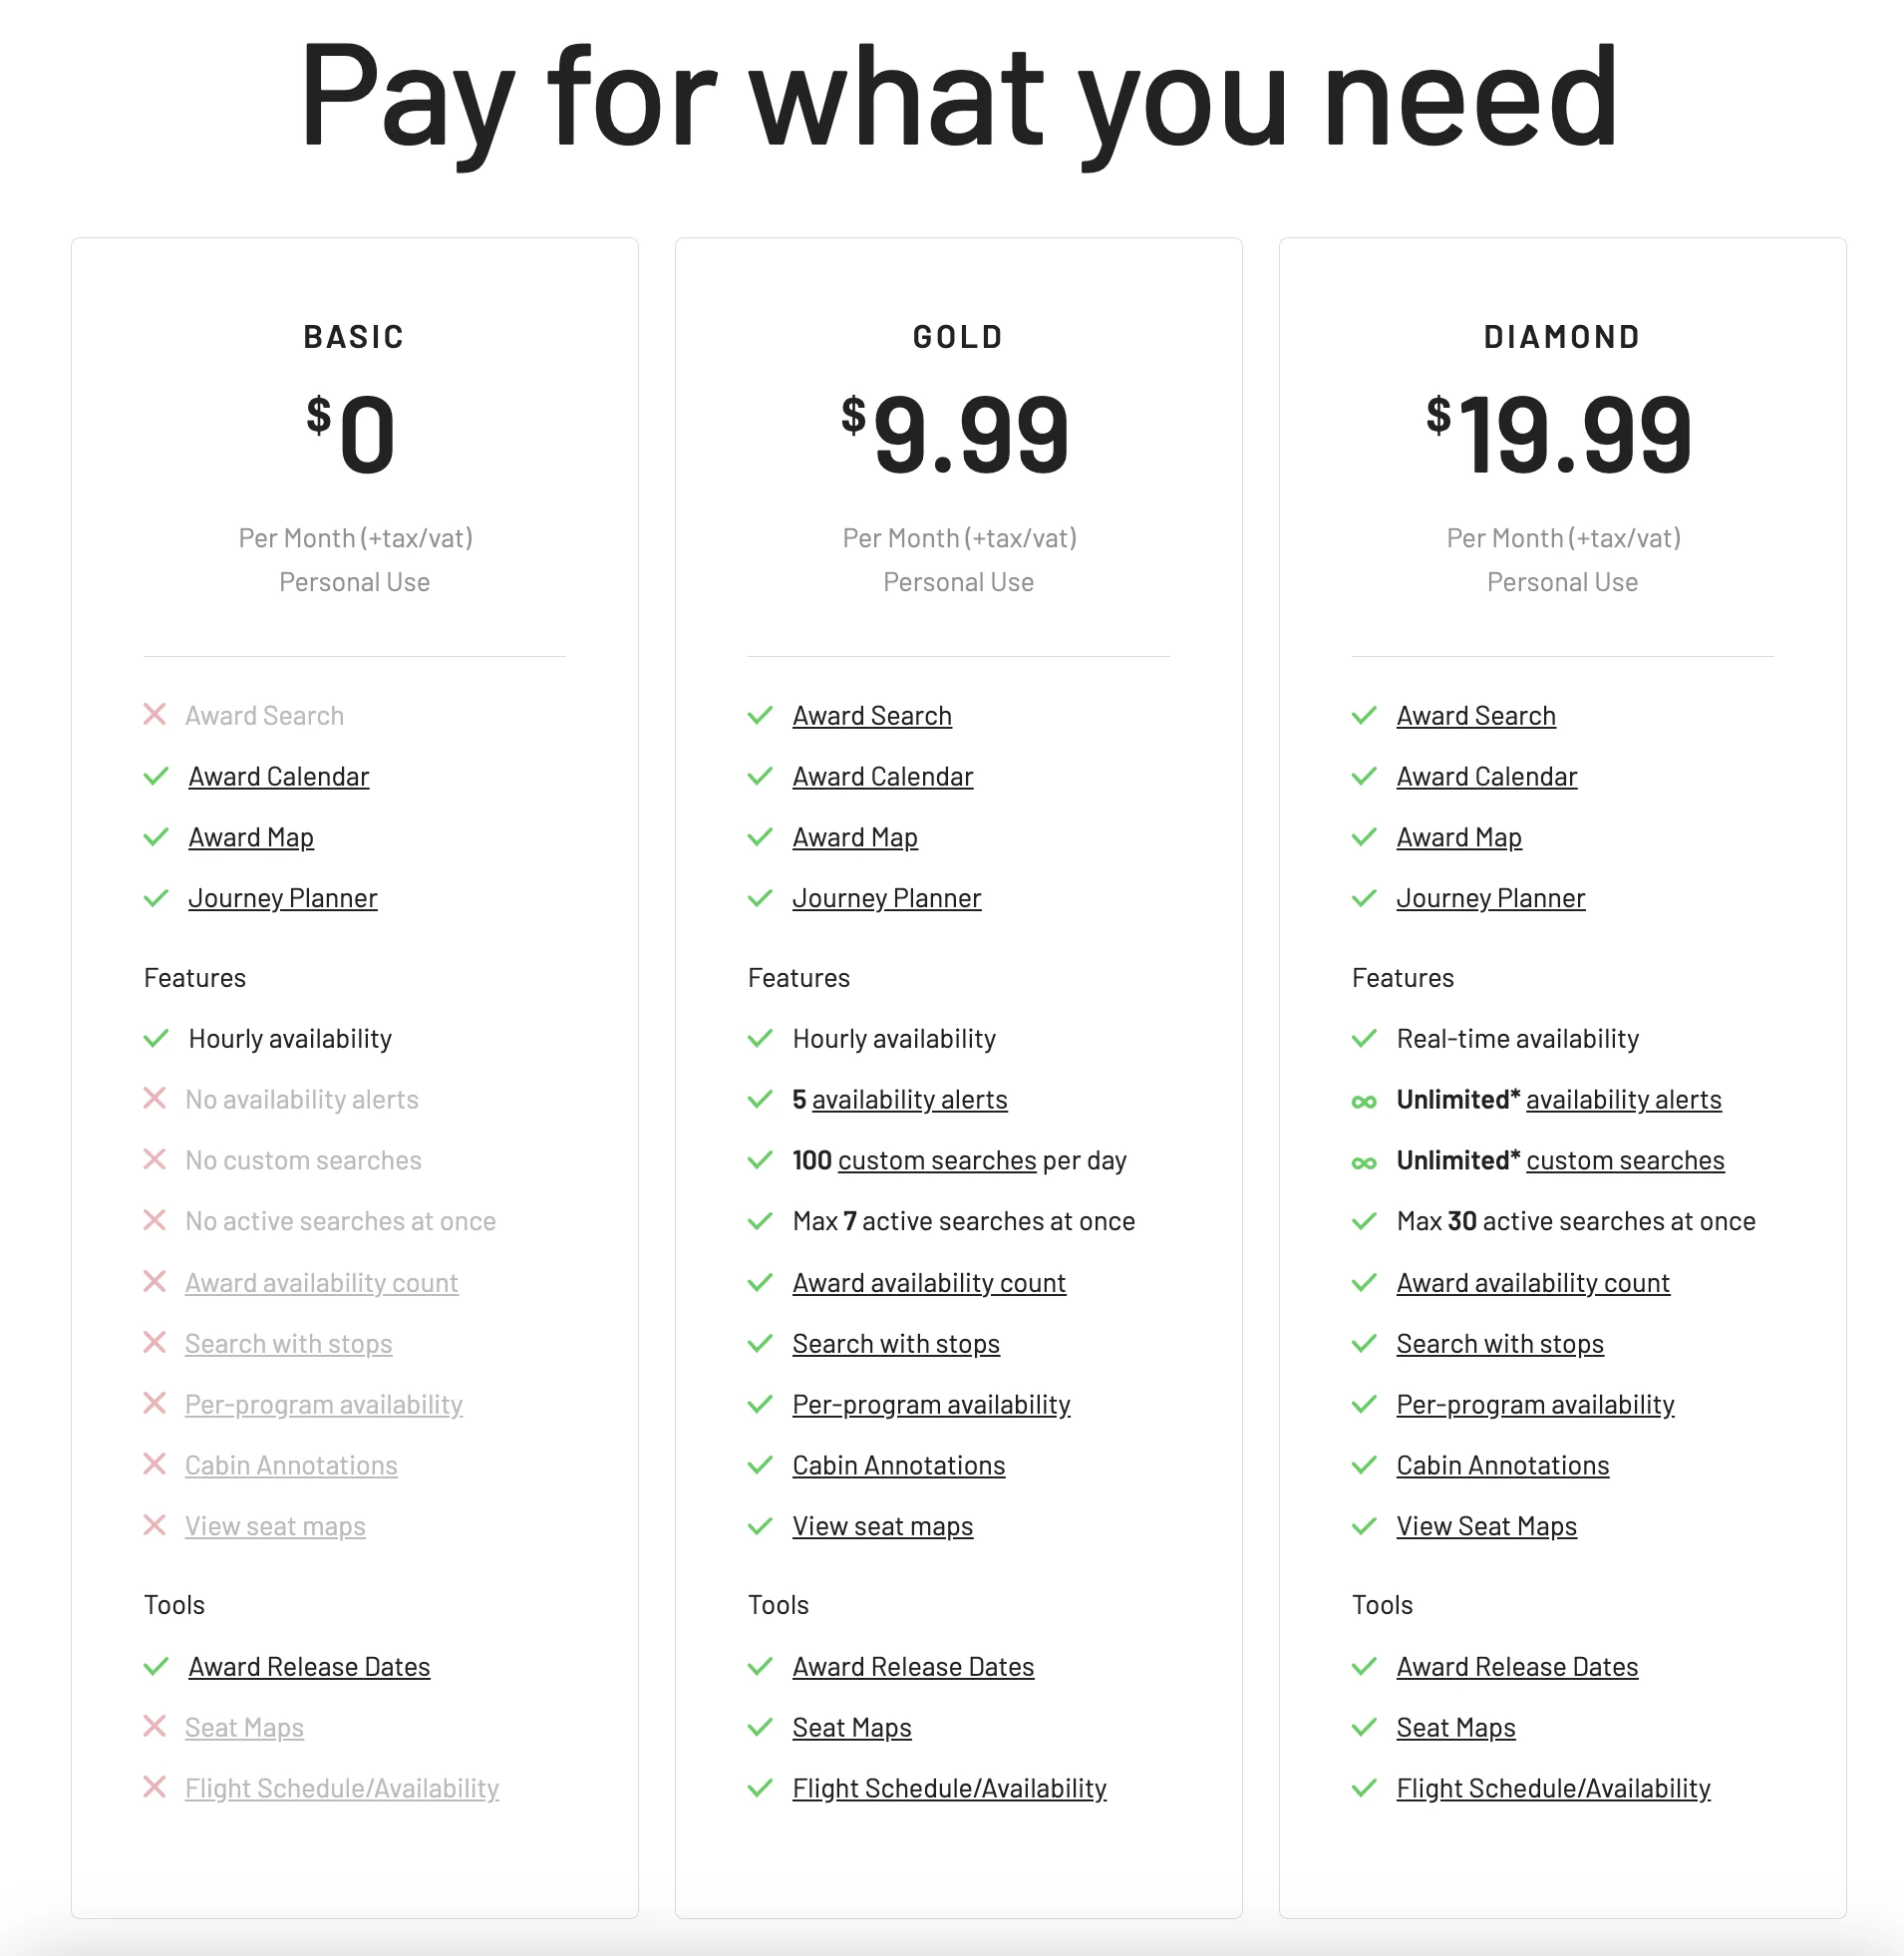 Pay for what you need
BASIC
$0
Per Month (+tax/vat)
Personal Use
Award Search
Award Calendar
Award Map
Journey Planner
Features
Hourly availability
No availability alerts
No custom searches
No active searches at once
Award availability count
Search with stops
Per-program availability
Cabin Annotations
View seat maps
Tools
Award Release Dates
Seat Maps
Flight Schedule/Availability
GOLD
$9.99
Per Month (+tax/vat)
Personal Use
Award Search
Award Calendar
Award Map
Journey Planner
Features
Hourly availability
5 availability alerts
100 custom searches per day
Max 7 active searches at once
Award availability count
Search with stops
Per-program availability
Cabin Annotations
View seat maps
Tools
Award Release Dates
Seat Maps
Flight Schedule/Availability
DIAMOND
$19.99
Per Month (+tax/vat)
Personal Use
Award Search
Award Calendar
Award Map
Journey Planner
Features
Real-time availability
Unlimited* availability alerts
Unlimited* custom searches
Max 30 active searches at once
Award availability count
Search with stops
Per-program availability
Cabin Annotations
View Seat Maps
Tools
Award Release Dates
Seat Maps
Flight Schedule/Availability